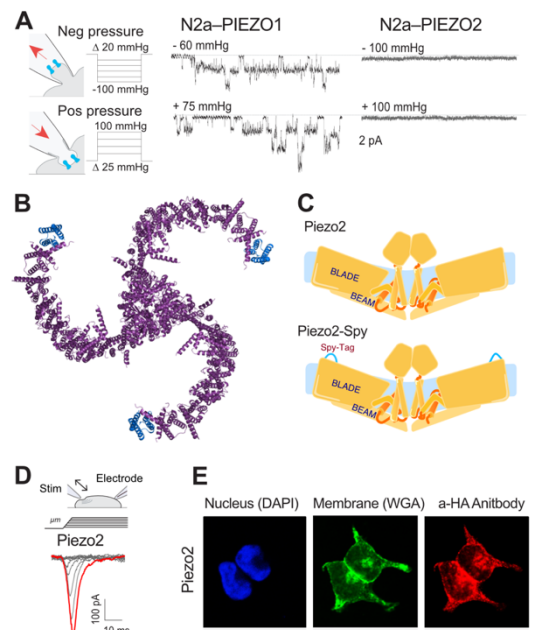 A
Neg pressure
Δ 20 mmHg
-100 mmHg
Pos pressure
100 mmHg
Δ 25 mmHg
N2a–PIEZO1
- 60 mmHg
+ 75 mmHg
N2a–PIEZO2
- 100 mmHg
+ 100 mmHg
2 pA
B
C
Piezo2
BLADE
BEAM
Piezo2-Spy
Spy-Tag
BLADE
BEAM
D
Stim
Electrode
µm
Piezo2
100 pA
10 ms
E
Nucleus (DAPI)
Membrane (WGA)
a-HA Anitbody
Piezo2